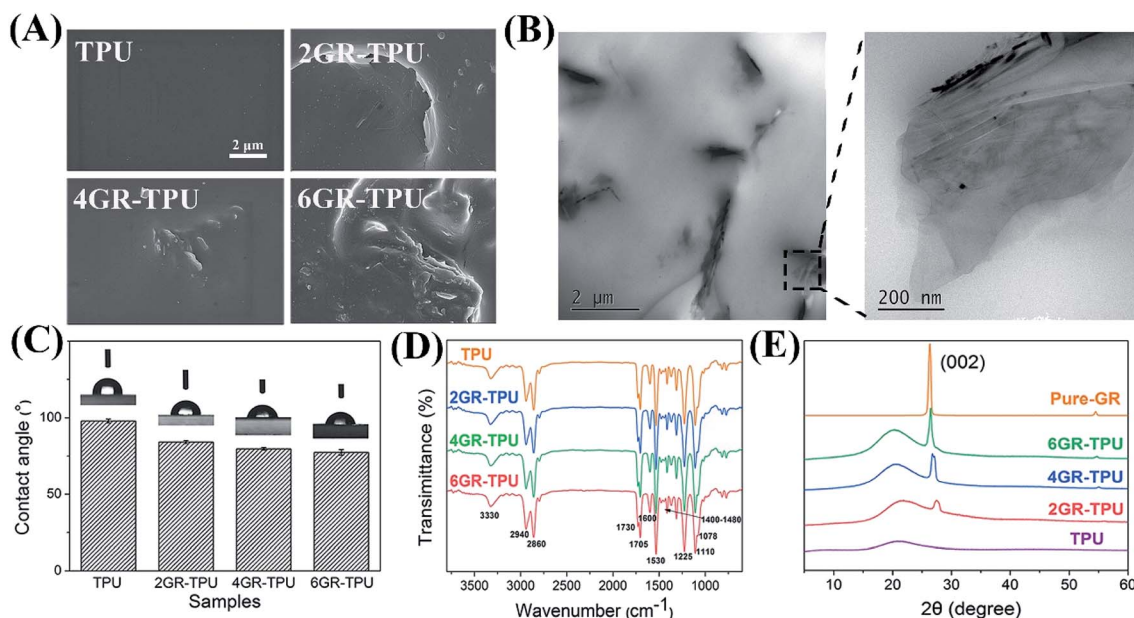 (A)
TPU
2GR-TPU
2 μm
4GR-TPU
6GR-TPU
(B)
2 μm
200 nm
(C)
Contact angle (°)
100
50
0
TPU 2GR-TPU 4GR-TPU 6GR-TPU
Samples
(D)
Transimittance (%)
TPU
2GR-TPU
4GR-TPU
6GR-TPU
3330
2940
2860
1730
1705
1600
1530
1400-1480
1225
1078
1110
3500 3000 2500 2000 1500 1000
Wavenumber (cm-1)
(E)
(002)
Pure-GR
6GR-TPU
4GR-TPU
2GR-TPU
TPU
10 20 30 40 50 60
2θ (degree)